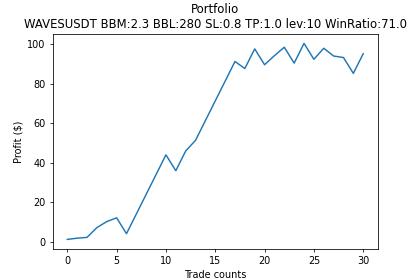 Portfolio
WAVESUSDT BBM:2.3 BBL:280 SL:0.8 TP:1.0 lev:10 WinRatio:71.0
100
80
60
40
20
0
Profit ($)
0 5 10 15 20 25 30
Trade counts